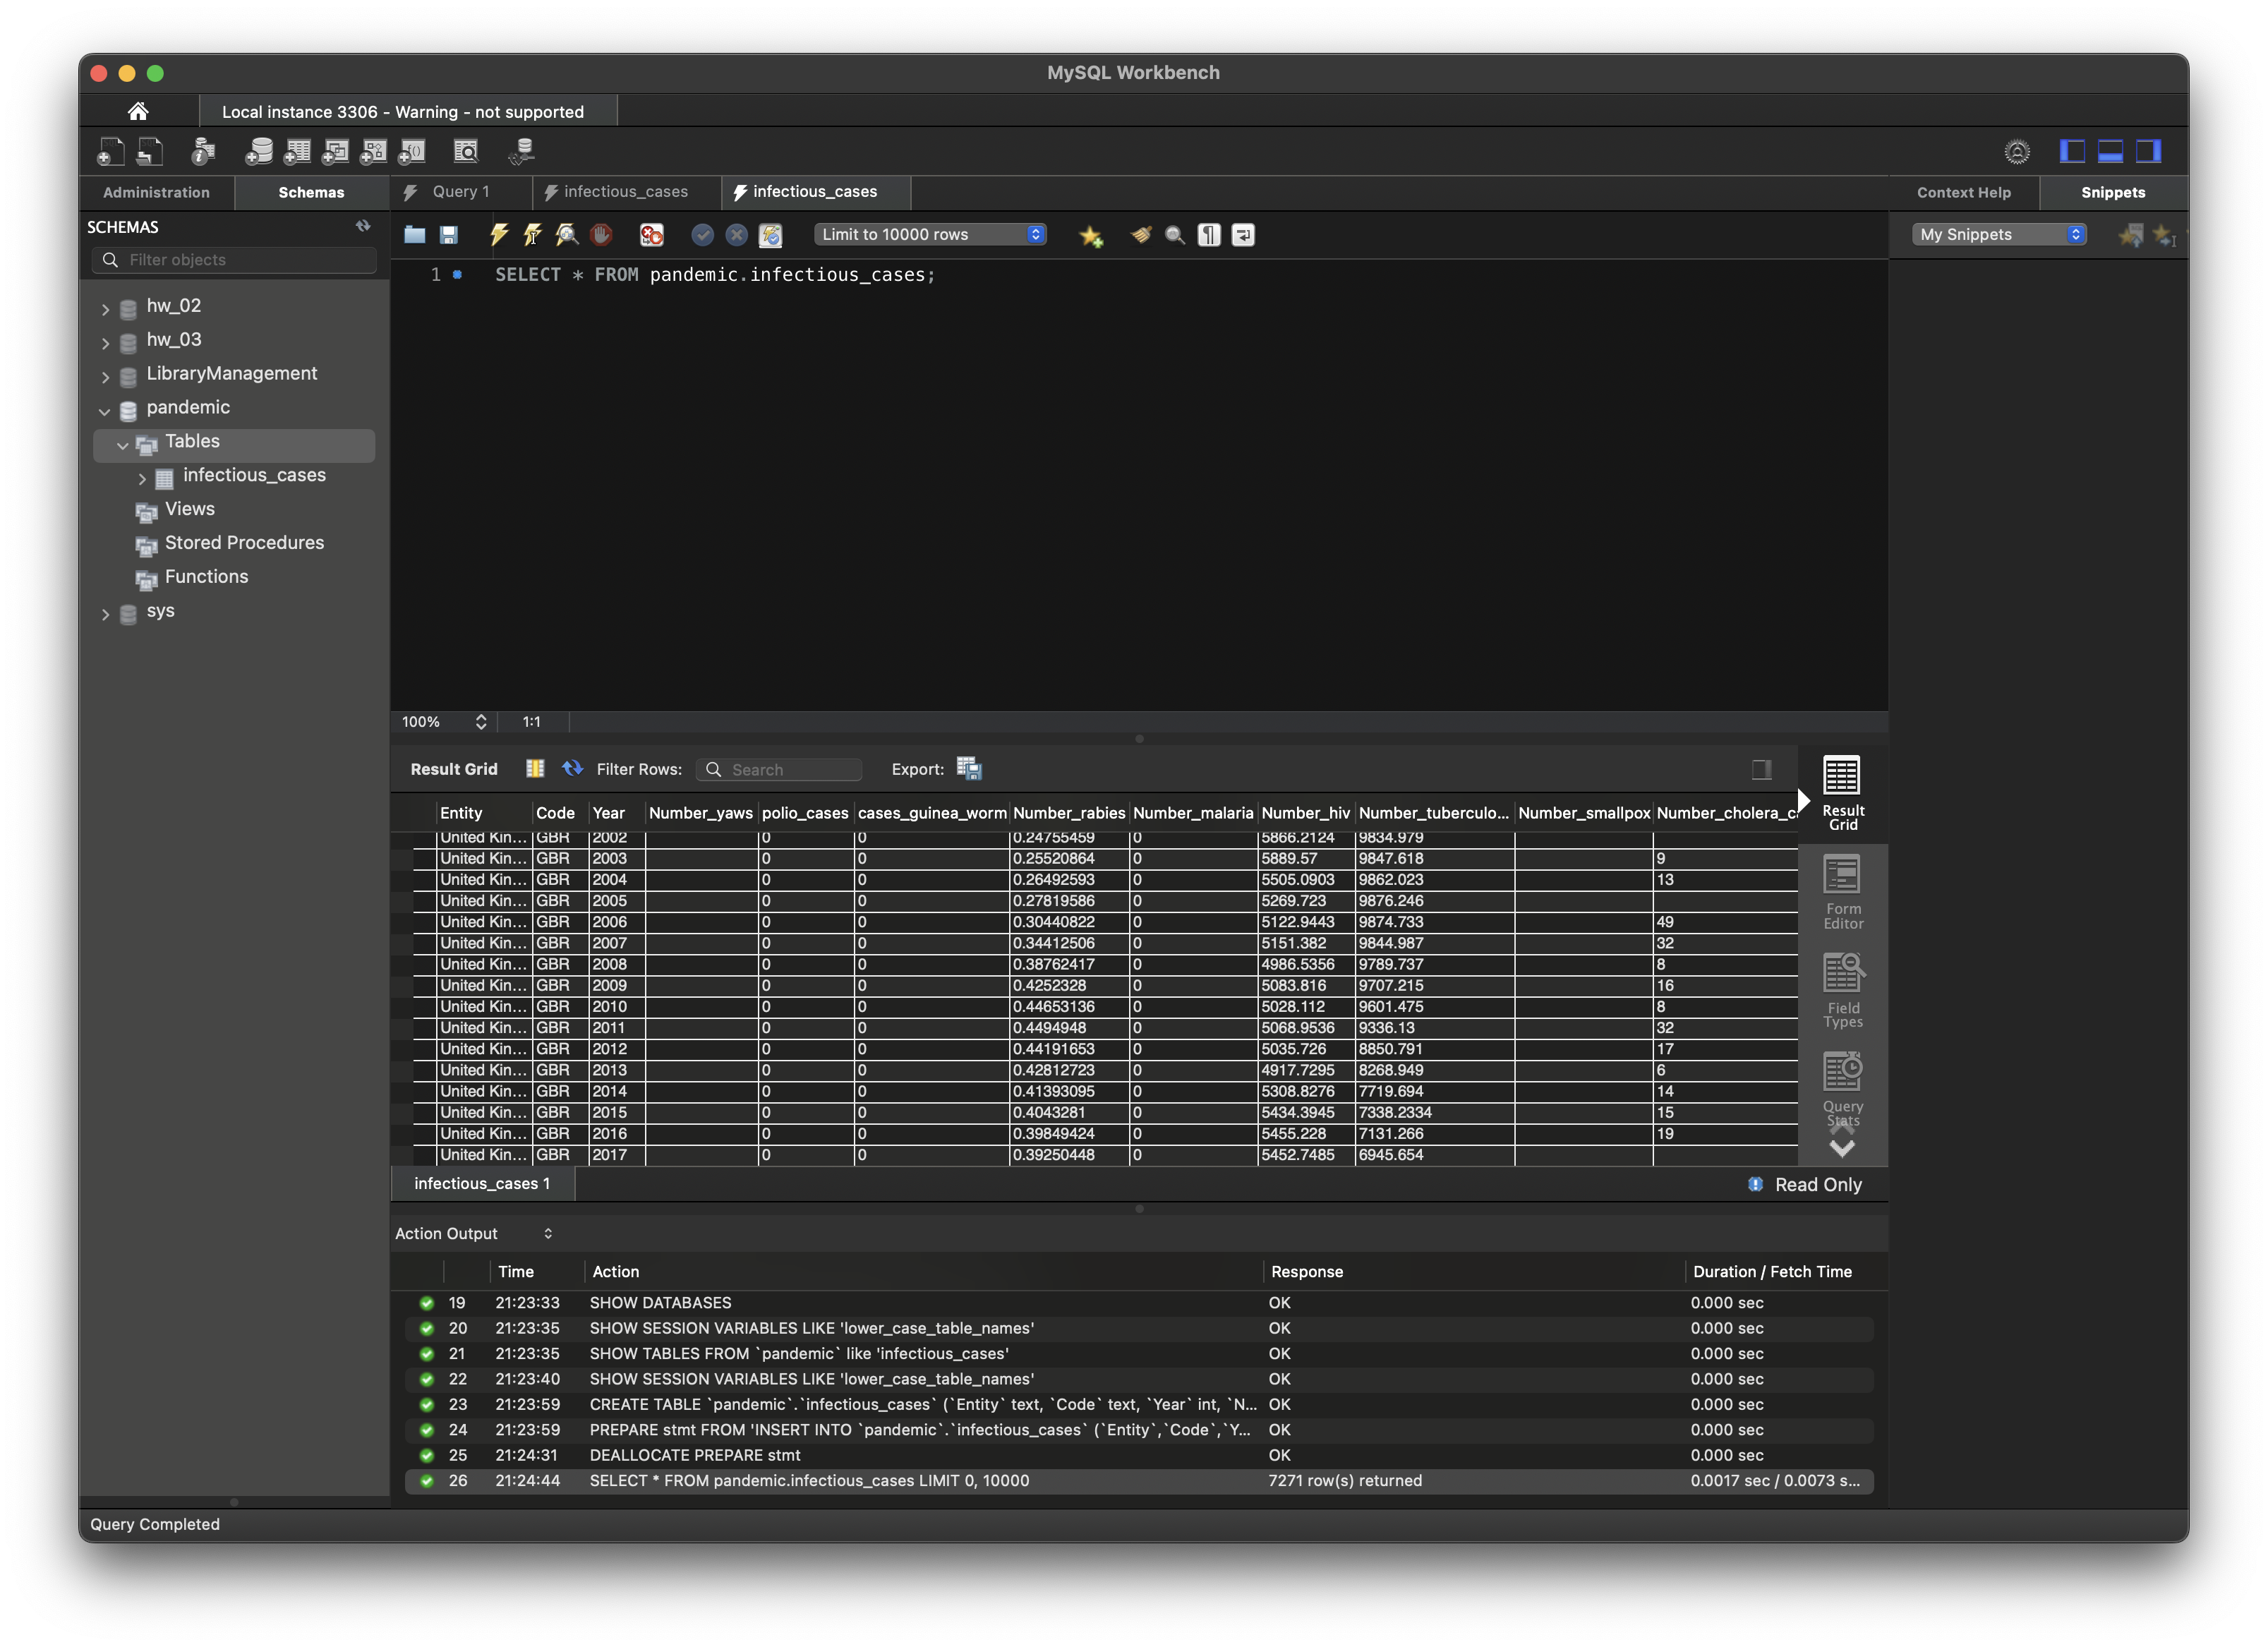 MySQL Workbench
Local instance 3306 - Warning - not supported
Administration Schemas Query 1 infectious_cases infectious_cases Context Help Snippets
SCHEMAS
Filter objects
Limit to 10000 rows
My Snippets
1 SELECT * FROM pandemic.infectious_cases;
hw_02
hw_03
LibraryManagement
pandemic
Tables
infectious_cases
Views
Stored Procedures
Functions
sys
100% 1:1
Result Grid Filter Rows: Search Export:
Entity Code Year Number_yaws polio_cases cases_guinea_worm Number_rabies Number_malaria Number_hiv Number_tuberculo... Number_smallpox Number_cholera_ca
United Kin... GBR 2002 0 0 0.24755459 0 5866.2124 9834.979
United Kin... GBR 2003 0 0 0.25520864 0 5889.57 9847.618 9
United Kin... GBR 2004 0 0 0.26492593 0 5505.0903 9862.023 13
United Kin... GBR 2005 0 0 0.27819586 0 5269.723 9876.246
United Kin... GBR 2006 0 0 0.30440822 0 5122.9443 9874.733 49
United Kin... GBR 2007 0 0 0.34412506 0 5151.382 9844.987 32
United Kin... GBR 2008 0 0 0.38762417 0 4986.5356 9789.737 8
United Kin... GBR 2009 0 0 0.4252328 0 5083.816 9707.215 16
United Kin... GBR 2010 0 0 0.44653136 0 5028.112 9601.475 8
United Kin... GBR 2011 0 0 0.4494948 0 5068.9536 9336.13 32
United Kin... GBR 2012 0 0 0.44191653 0 5035.726 8850.791 17
United Kin... GBR 2013 0 0 0.42812723 0 4917.7295 8268.949 6
United Kin... GBR 2014 0 0 0.41393095 0 5308.8276 7719.694 14
United Kin... GBR 2015 0 0 0.4043281 0 5434.3945 7338.2334 15
United Kin... GBR 2016 0 0 0.39849424 0 5455.228 7131.266 19
United Kin... GBR 2017 0 0 0.39250448 0 5452.7485 6945.654
Result
Grid
Form
Editor
Field
Types
Query
Stats
infectious_cases 1 Read Only
Action Output
Time Action Response Duration / Fetch Time
19 21:23:33 SHOW DATABASES OK 0.000 sec
20 21:23:35 SHOW SESSION VARIABLES LIKE 'lower_case_table_names' OK 0.000 sec
21 21:23:35 SHOW TABLES FROM `pandemic` like 'infectious_cases' OK 0.000 sec
22 21:23:40 SHOW SESSION VARIABLES LIKE 'lower_case_table_names' OK 0.000 sec
23 21:23:59 CREATE TABLE `pandemic`.`infectious_cases` (`Entity` text, `Code` text, `Year` int, `N... OK 0.000 sec
24 21:23:59 PREPARE stmt FROM 'INSERT INTO `pandemic`.`infectious_cases` (`Entity`,`Code`,`Y... OK 0.000 sec
25 21:24:31 DEALLOCATE PREPARE stmt OK 0.000 sec
26 21:24:44 SELECT * FROM pandemic.infectious_cases LIMIT 0, 10000 7271 row(s) returned 0.0017 sec / 0.0073 s...
Query Completed